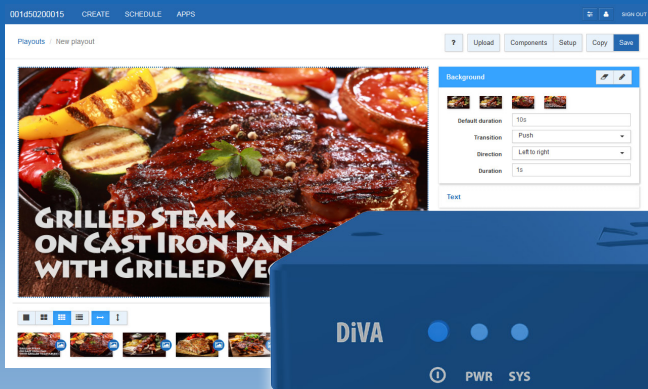 001d50200015 CREATE SCHEDULE APPS SIGN OUT
Playouts / New playout
? Upload Components Setup Copy Save
Background
Default duration 10s
Transition Push
Direction Left to right
Duration 1s
Text
GRILLED STEAK
ON CAST IRON PAN
WITH GRILLED VE
DiVA
PWR SYS